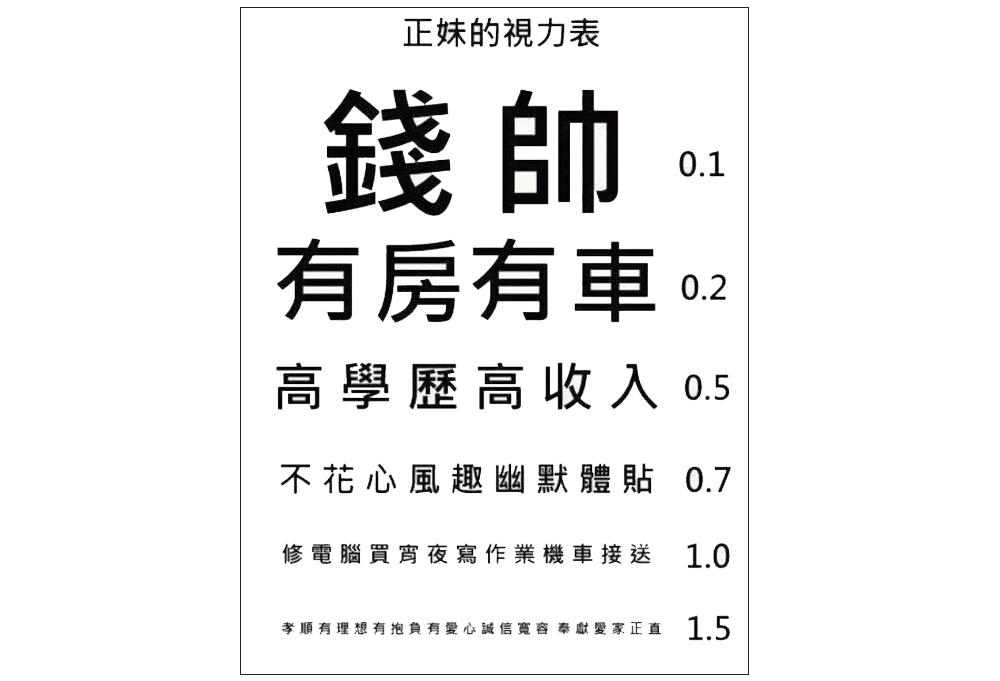 正妹的視力表
錢帥 0.1
有房有車 0.2
高學歷高收入 0.5
不花心風趣幽默體貼 0.7
修電腦買宵夜寫作業機車接送 1.0
孝順有理想有抱負有愛心誠信寬容 奉獻愛家正直 1.5